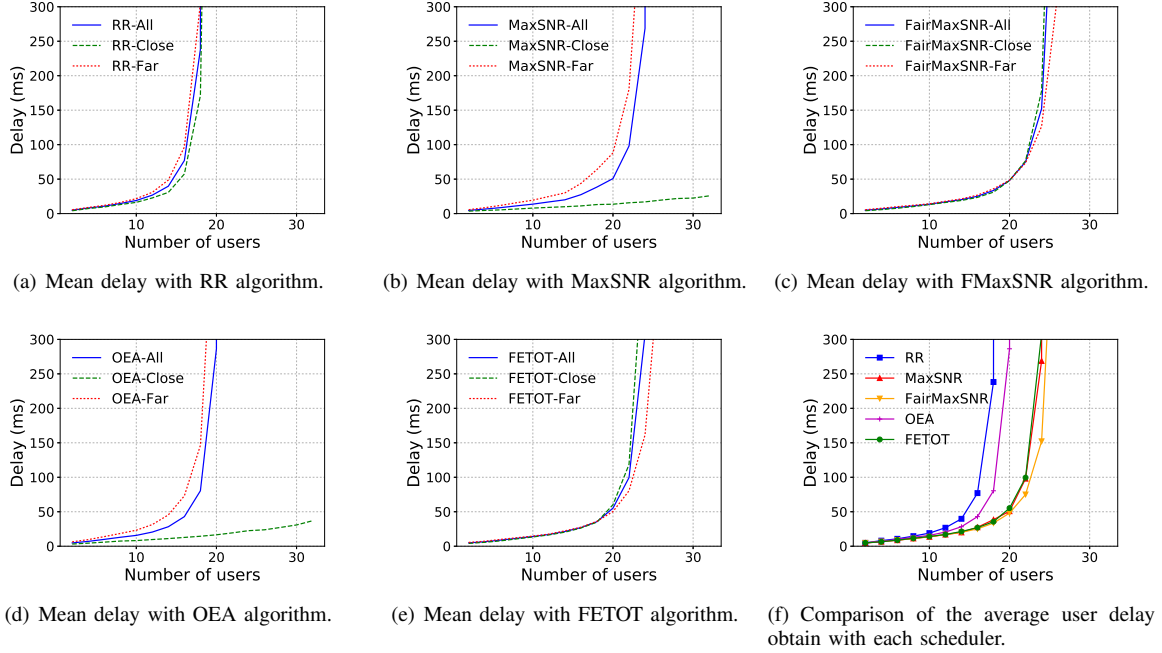 300
250
200
150
100
50
0
Delay (ms)
RR-All
RR-Close
RR-Far
10 20 30
Number of users
(a) Mean delay with RR algorithm.
300
250
200
150
100
50
0
Delay (ms)
MaxSNR-All
MaxSNR-Close
MaxSNR-Far
10 20 30
Number of users
(b) Mean delay with MaxSNR algorithm.
300
250
200
150
100
50
0
Delay (ms)
FairMaxSNR-All
FairMaxSNR-Close
FairMaxSNR-Far
10 20 30
Number of users
(c) Mean delay with FMaxSNR algorithm.
300
250
200
150
100
50
0
Delay (ms)
OEA-All
OEA-Close
OEA-Far
10 20 30
Number of users
(d) Mean delay with OEA algorithm.
300
250
200
150
100
50
0
Delay (ms)
FETOT-All
FETOT-Close
FETOT-Far
10 20 30
Number of users
(e) Mean delay with FETOT algorithm.
300
250
200
150
100
50
0
Delay (ms)
RR
MaxSNR
FairMaxSNR
OEA
FETOT
10 20 30
Number of users
(f) Comparison of the average user delay
obtain with each scheduler.